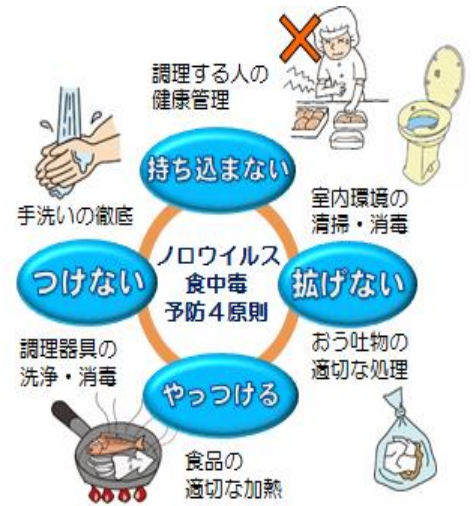 調理する人の
健康管理
持ち込まない
手洗いの徹底
室内環境の
清掃・消毒
つけない
ノロウイルス
食中毒
予防４原則
拡げない
調理器具の
洗浄・消毒
おう吐物の
適切な処理
やっつける
食品の
適切な加熱